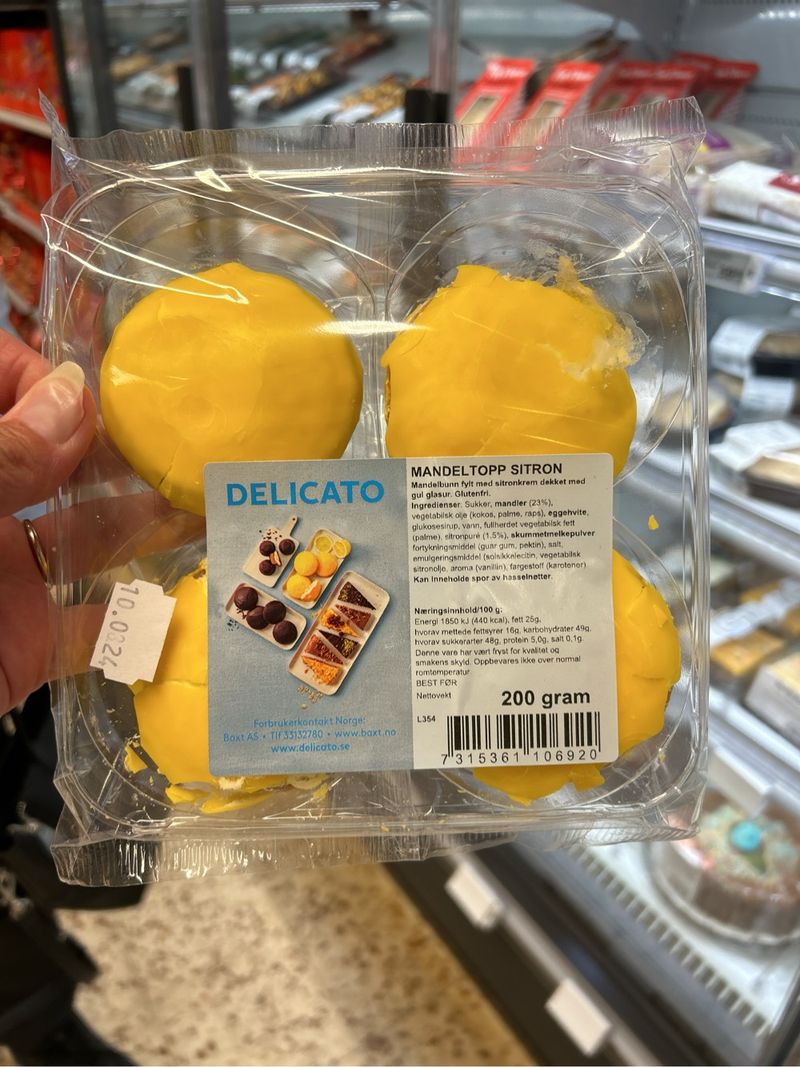 DELICATO
MANDELTOPP SITRON
Mandelbunn fylt med sitronkrem dekket med
gul glasur. Glutenfri.
Ingredienser: Sukker, mandler (23%),
vegetabilsk olje (kokos, palme, raps), eggehvite,
glukosesirup, vann, fullherdet vegetabilsk fett
(palme), sitronpuré (1,5%), skummetmelkepulver
fortykningsmiddel (guar gum, pektin), salt,
emulgeringsmiddel (solsikkelecitin, vegetabilsk
sitronolje, aroma (vanillin), fargestoff (karotener)
Kan inneholde spor av hasselnøtter.
Næringsinnhold/100 g:
Energi 1850 kJ (440 kcal), fett 25g,
hvorav mettede fettsyrer 16g, karbohydrater 49g,
hvorav sukkerarter 48g, protein 5,0g, salt 0,1g.
Denne vare har vært fryst for kvalitet og
smakens skyld. Oppbevares ikke over normal
romtemperatur
BEST FØR
Nettovekt
200 gram
L354
7 315361 106920
Forbrukerkontakt Norge:
Baxt AS • Tlf 33132780 • www.baxt.no
www.delicato.se
10.0824